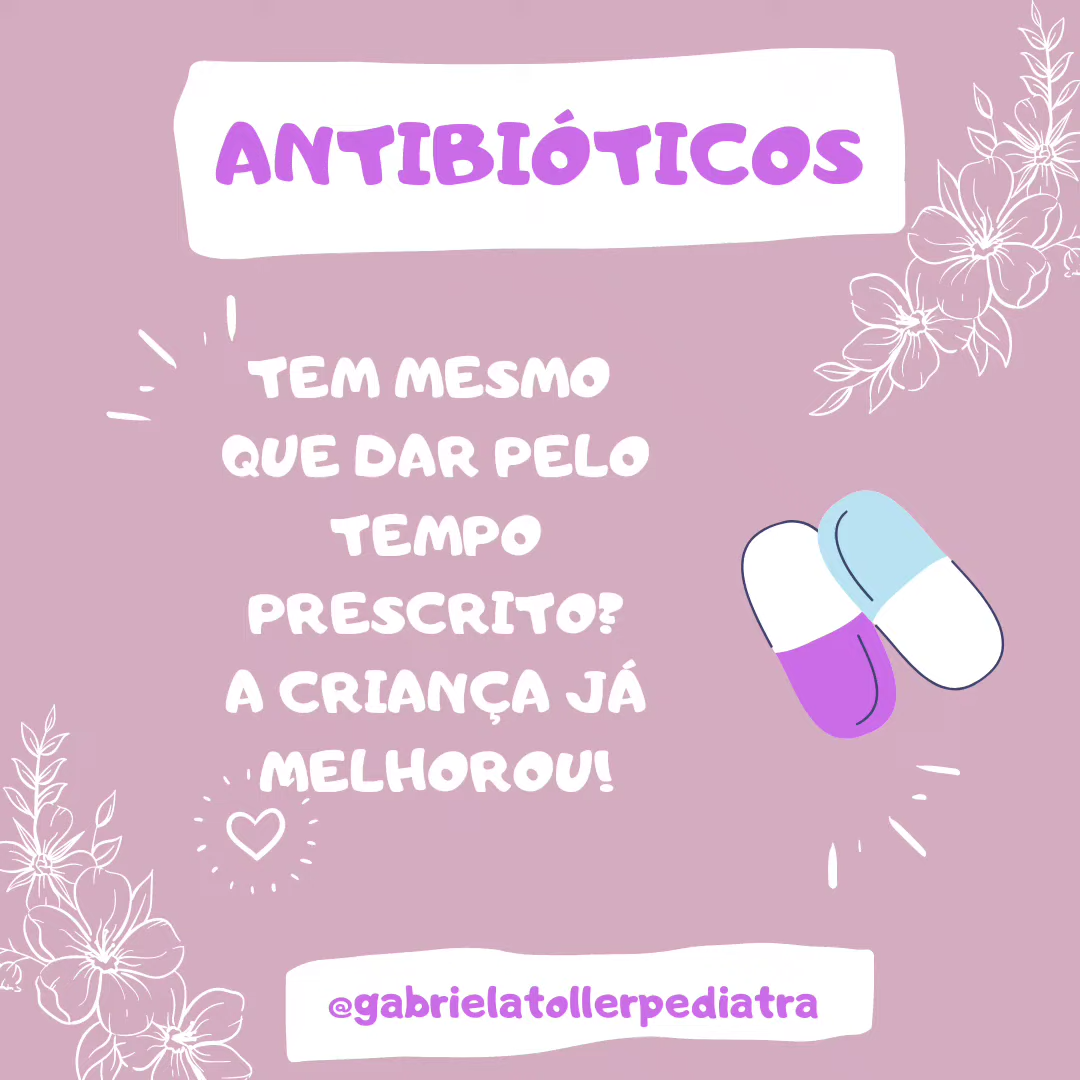 ANTIBIÓTICOS
TEM MESMO
QUE DAR PELO
TEMPO
PRESCRITO?
A CRIANÇA JÁ
MELHOROU!
@gabrielatollerpediatra